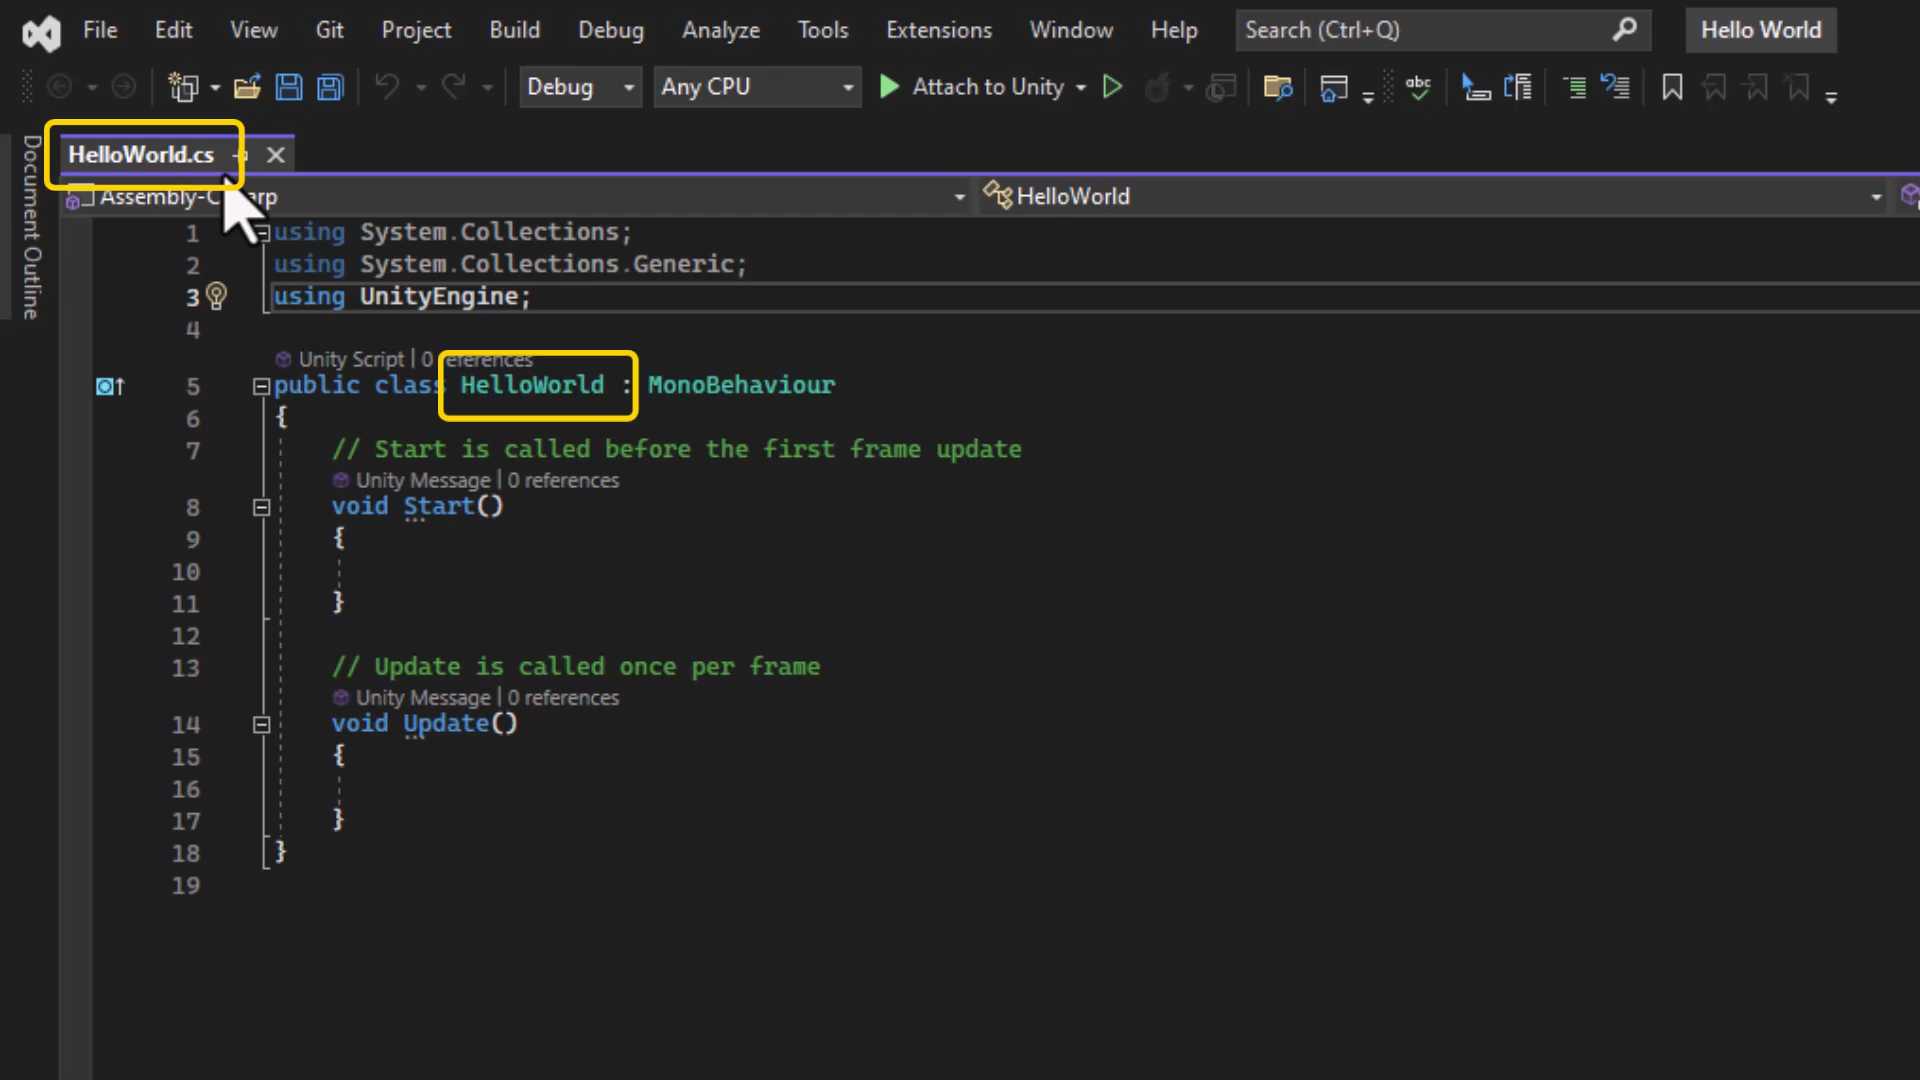 File Edit View Git Project Build Debug Analyze Tools Extensions Window Help Search (Ctrl+Q) Hello World
Debug Any CPU Attach to Unity abc
Document Outline
HelloWorld.cs
HelloWorld
1 using System.Collections;
2 using System.Collections.Generic;
3 using UnityEngine;
4
Unity Script | 0 references
5 public class HelloWorld : MonoBehaviour
6 {
7 // Start is called before the first frame update
Unity Message | 0 references
8 void Start()
9 {
10
11 }
12
13 // Update is called once per frame
Unity Message | 0 references
14 void Update()
15 {
16
17 }
18 }
19